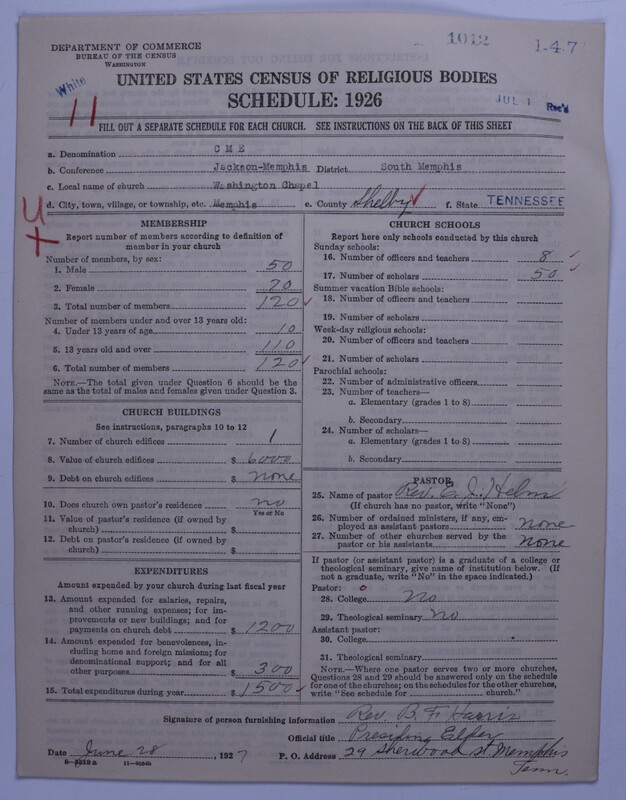 DEPARTMENT OF COMMERCE
BUREAU OF THE CENSUS
WASHINGTON
1012
1-47
White
11
UNITED STATES CENSUS OF RELIGIOUS BODIES
SCHEDULE: 1926
JUL 1 Rec'd
FILL OUT A SEPARATE SCHEDULE FOR EACH CHURCH. SEE INSTRUCTIONS ON THE BACK OF THIS SHEET
a. Denomination C M E
b. Conference Jackson-Memphis District South Memphis
c. Local name of church Washington Chapel
d. City, town, village, or township, etc. Memphis e. County Shelby f. State TENNESSEE
MEMBERSHIP
Report number of members according to definition of
member in your church
Number of members, by sex:
1. Male 50
2. Female 70
3. Total number of members 120
Number of members under and over 13 years old:
4. Under 13 years of age 10
5. 13 years old and over 110
6. Total number of members 120
NOTE.—The total given under Question 6 should be
same as the total of males and females given under Question 3.
CHURCH BUILDINGS
See instructions, paragraphs 10 to 12
7. Number of church edifices 1
8. Value of church edifices $ 6000
9. Debt on church edifices $ none
10. Does church own pastor's residence no
Yes or No
11. Value of pastor's residence (if owned by
church) $
12. Debt on pastor's residence (if owned by
church) $
EXPENDITURES
Amount expended by your church during last fiscal year
13. Amount expended for salaries, repairs,
and other running expenses; for im-
provements or new buildings; and for
payments on church debt $ 1200
14. Amount expended for benevolences, in-
cluding home and foreign missions; for
denominational support; and for all
other purposes $ 300
15. Total expenditures during year $ 1500
CHURCH SCHOOLS
Report here only schools conducted by this church
Sunday schools:
16. Number of officers and teachers 8
17. Number of scholars 50
Summer vacation Bible schools:
18. Number of officers and teachers
19. Number of scholars
Week-day religious schools:
20. Number of officers and teachers
21. Number of scholars
Parochial schools:
22. Number of administrative officers
23. Number of teachers—
a. Elementary (grades 1 to 8)
b. Secondary
24. Number of scholars—
a. Elementary (grades 1 to 8)
b. Secondary
PASTOR
25. Name of pastor Rev. C. J. Helm
(If church has no pastor, write "None")
26. Number of ordained ministers, if any, em-
ployed as assistant pastors none
27. Number of other churches served by the
pastor or his assistants none
If pastor (or assistant pastor) is a graduate of a college or
theological seminary, give name of institution below. (If
not a graduate, write "No" in the space indicated.)
Pastor:
28. College no
29. Theological seminary no
Assistant pastor:
30. College
31. Theological seminary
NOTE.—Where one pastor serves two or more churches,
Questions 28 and 29 should be answered only on the schedule
for one of the churches; on the schedules for the other churches,
write "See schedule for church."
Signature of person furnishing information Rev. B. F. Harris
Official title Presiding Elder
Date June 28, 1927 P. O. Address 29 Sherwood st. Memphis
Tenn.